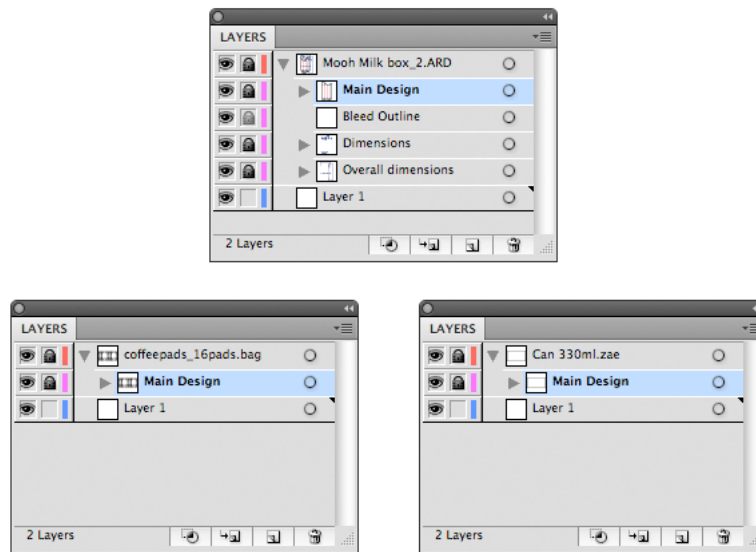 LAYERS
Mooh Milk box_2.ARD
Main Design
Bleed Outline
Dimensions
Overall dimensions
Layer 1
2 Layers
LAYERS
coffeepads_16pads.bag
Main Design
Layer 1
2 Layers
LAYERS
Can 330ml.zae
Main Design
Layer 1
2 Layers